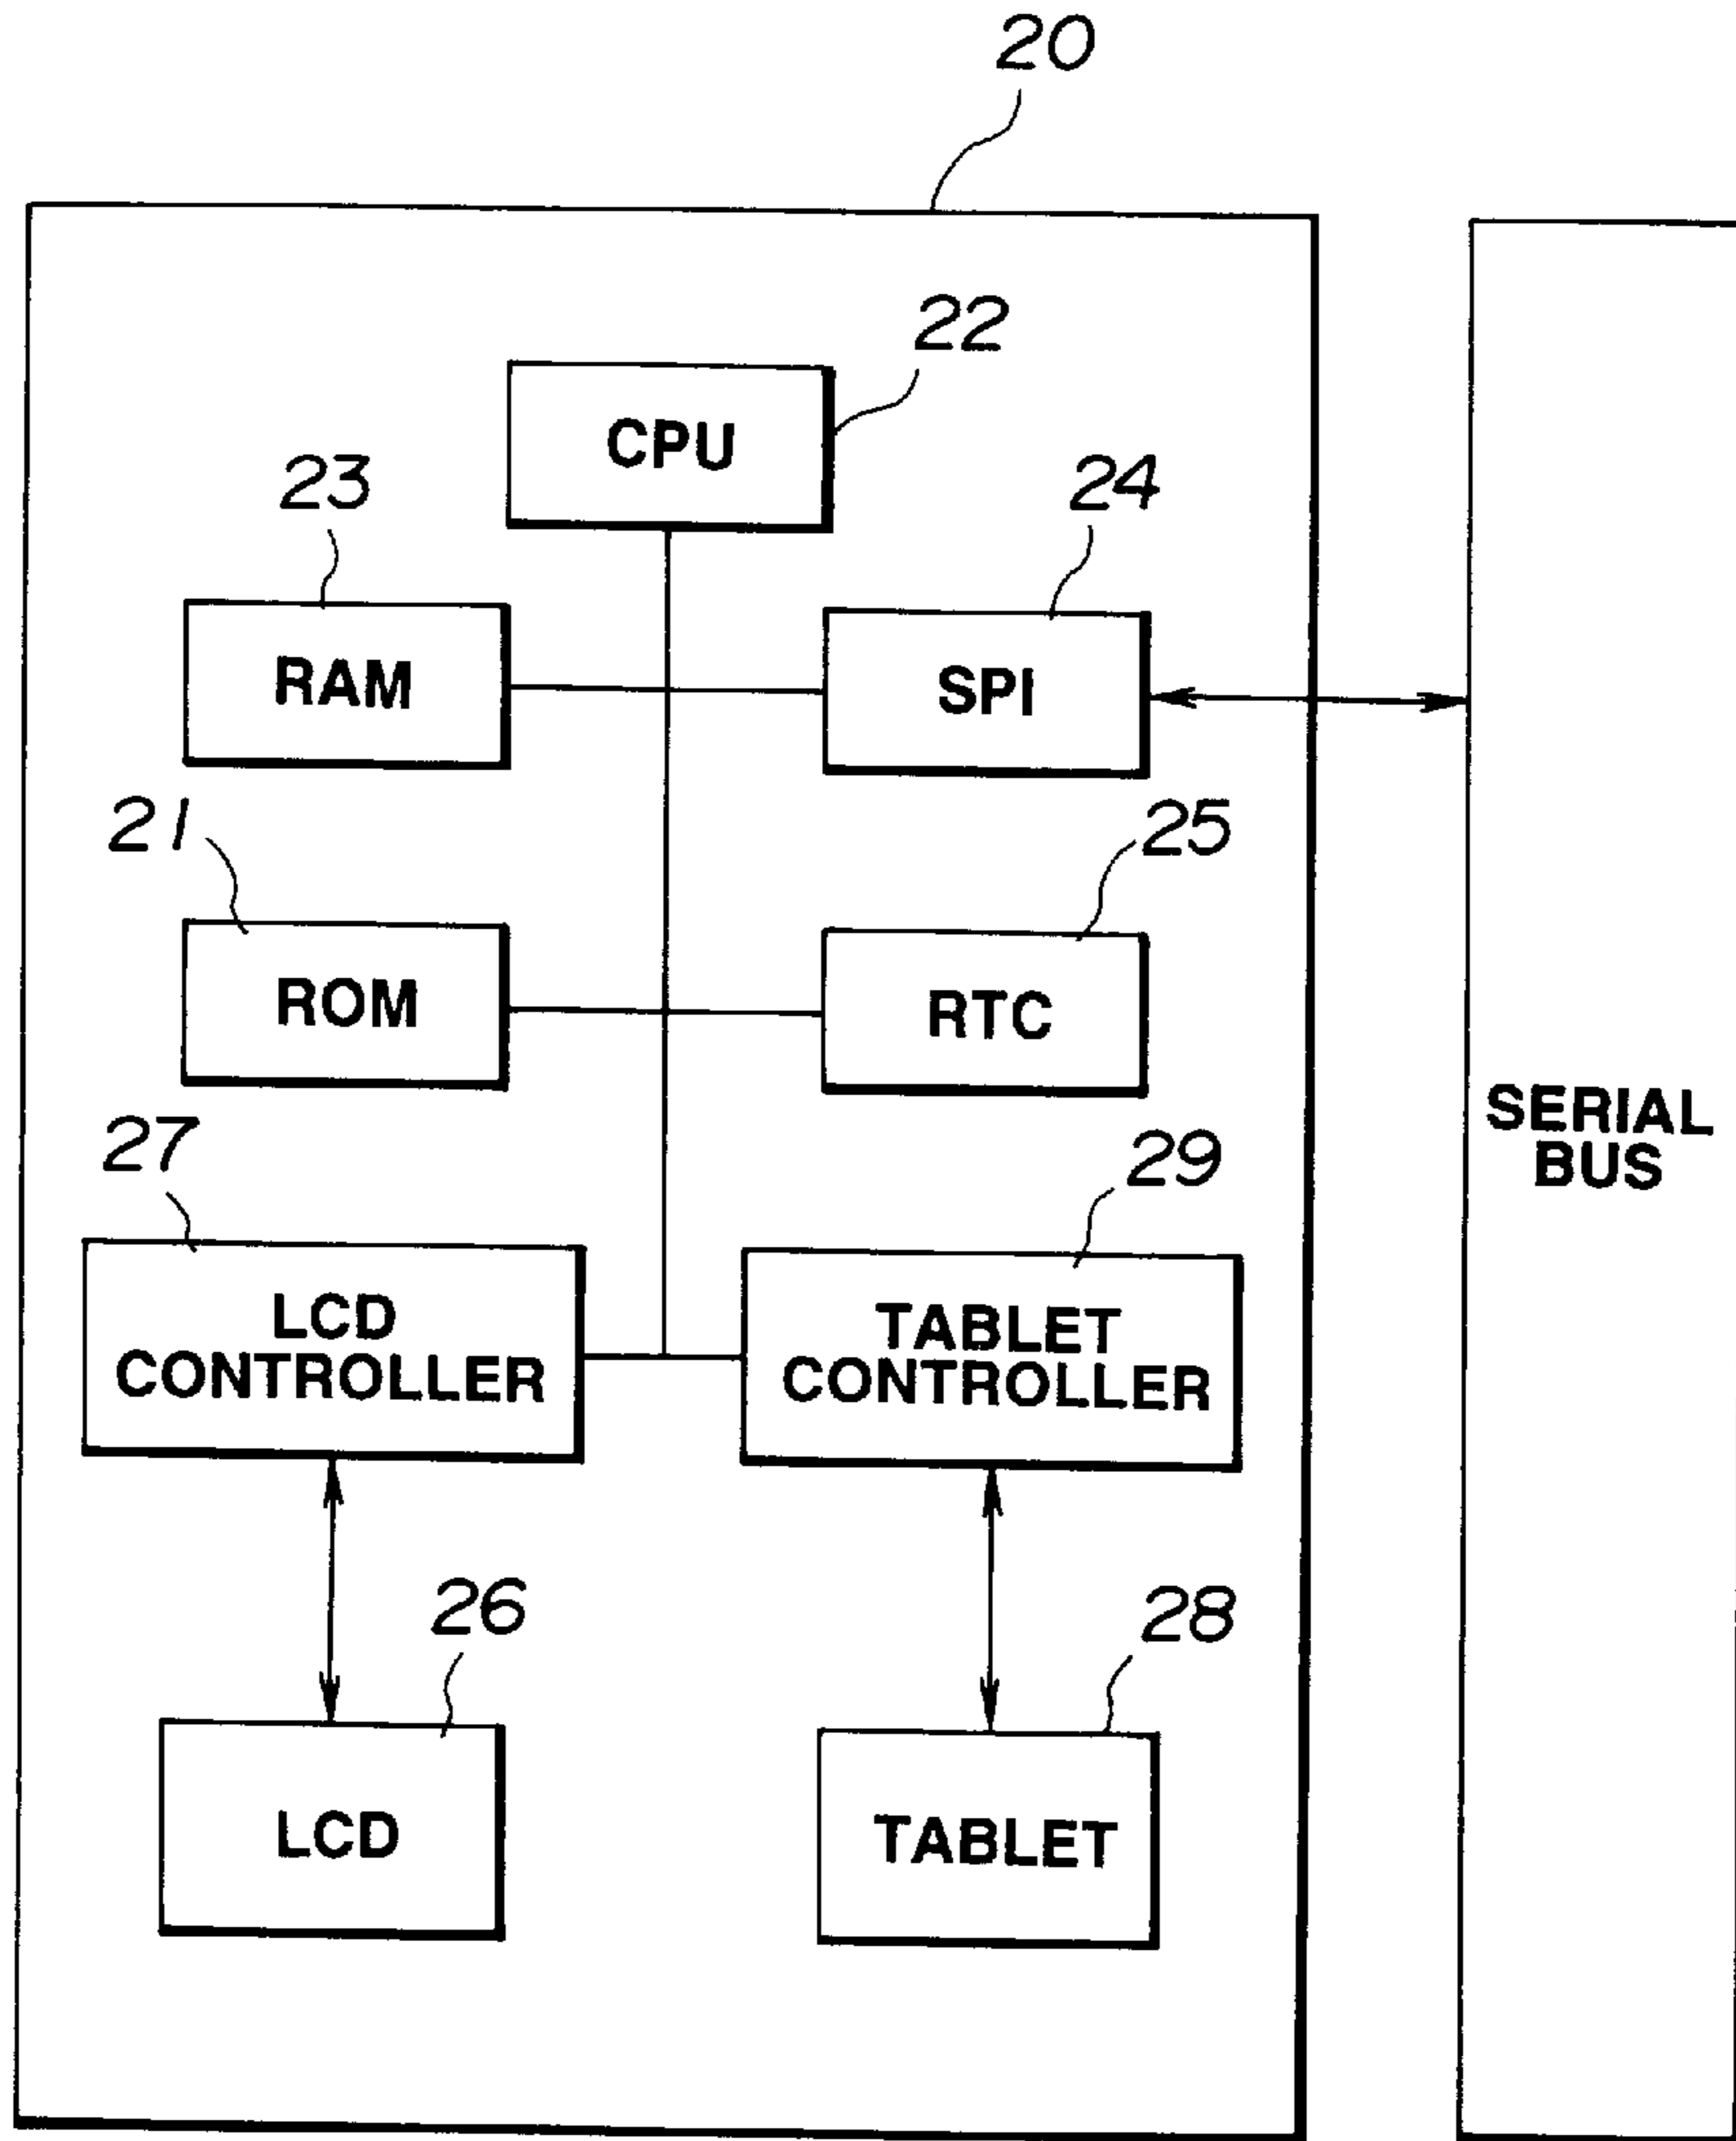 20
22
CPU
23
24
RAM
SPI
21
25
ROM
RTC
SERIAL
BUS
27
29
LCD
CONTROLLER
TABLET
CONTROLLER
26
28
LCD
TABLET